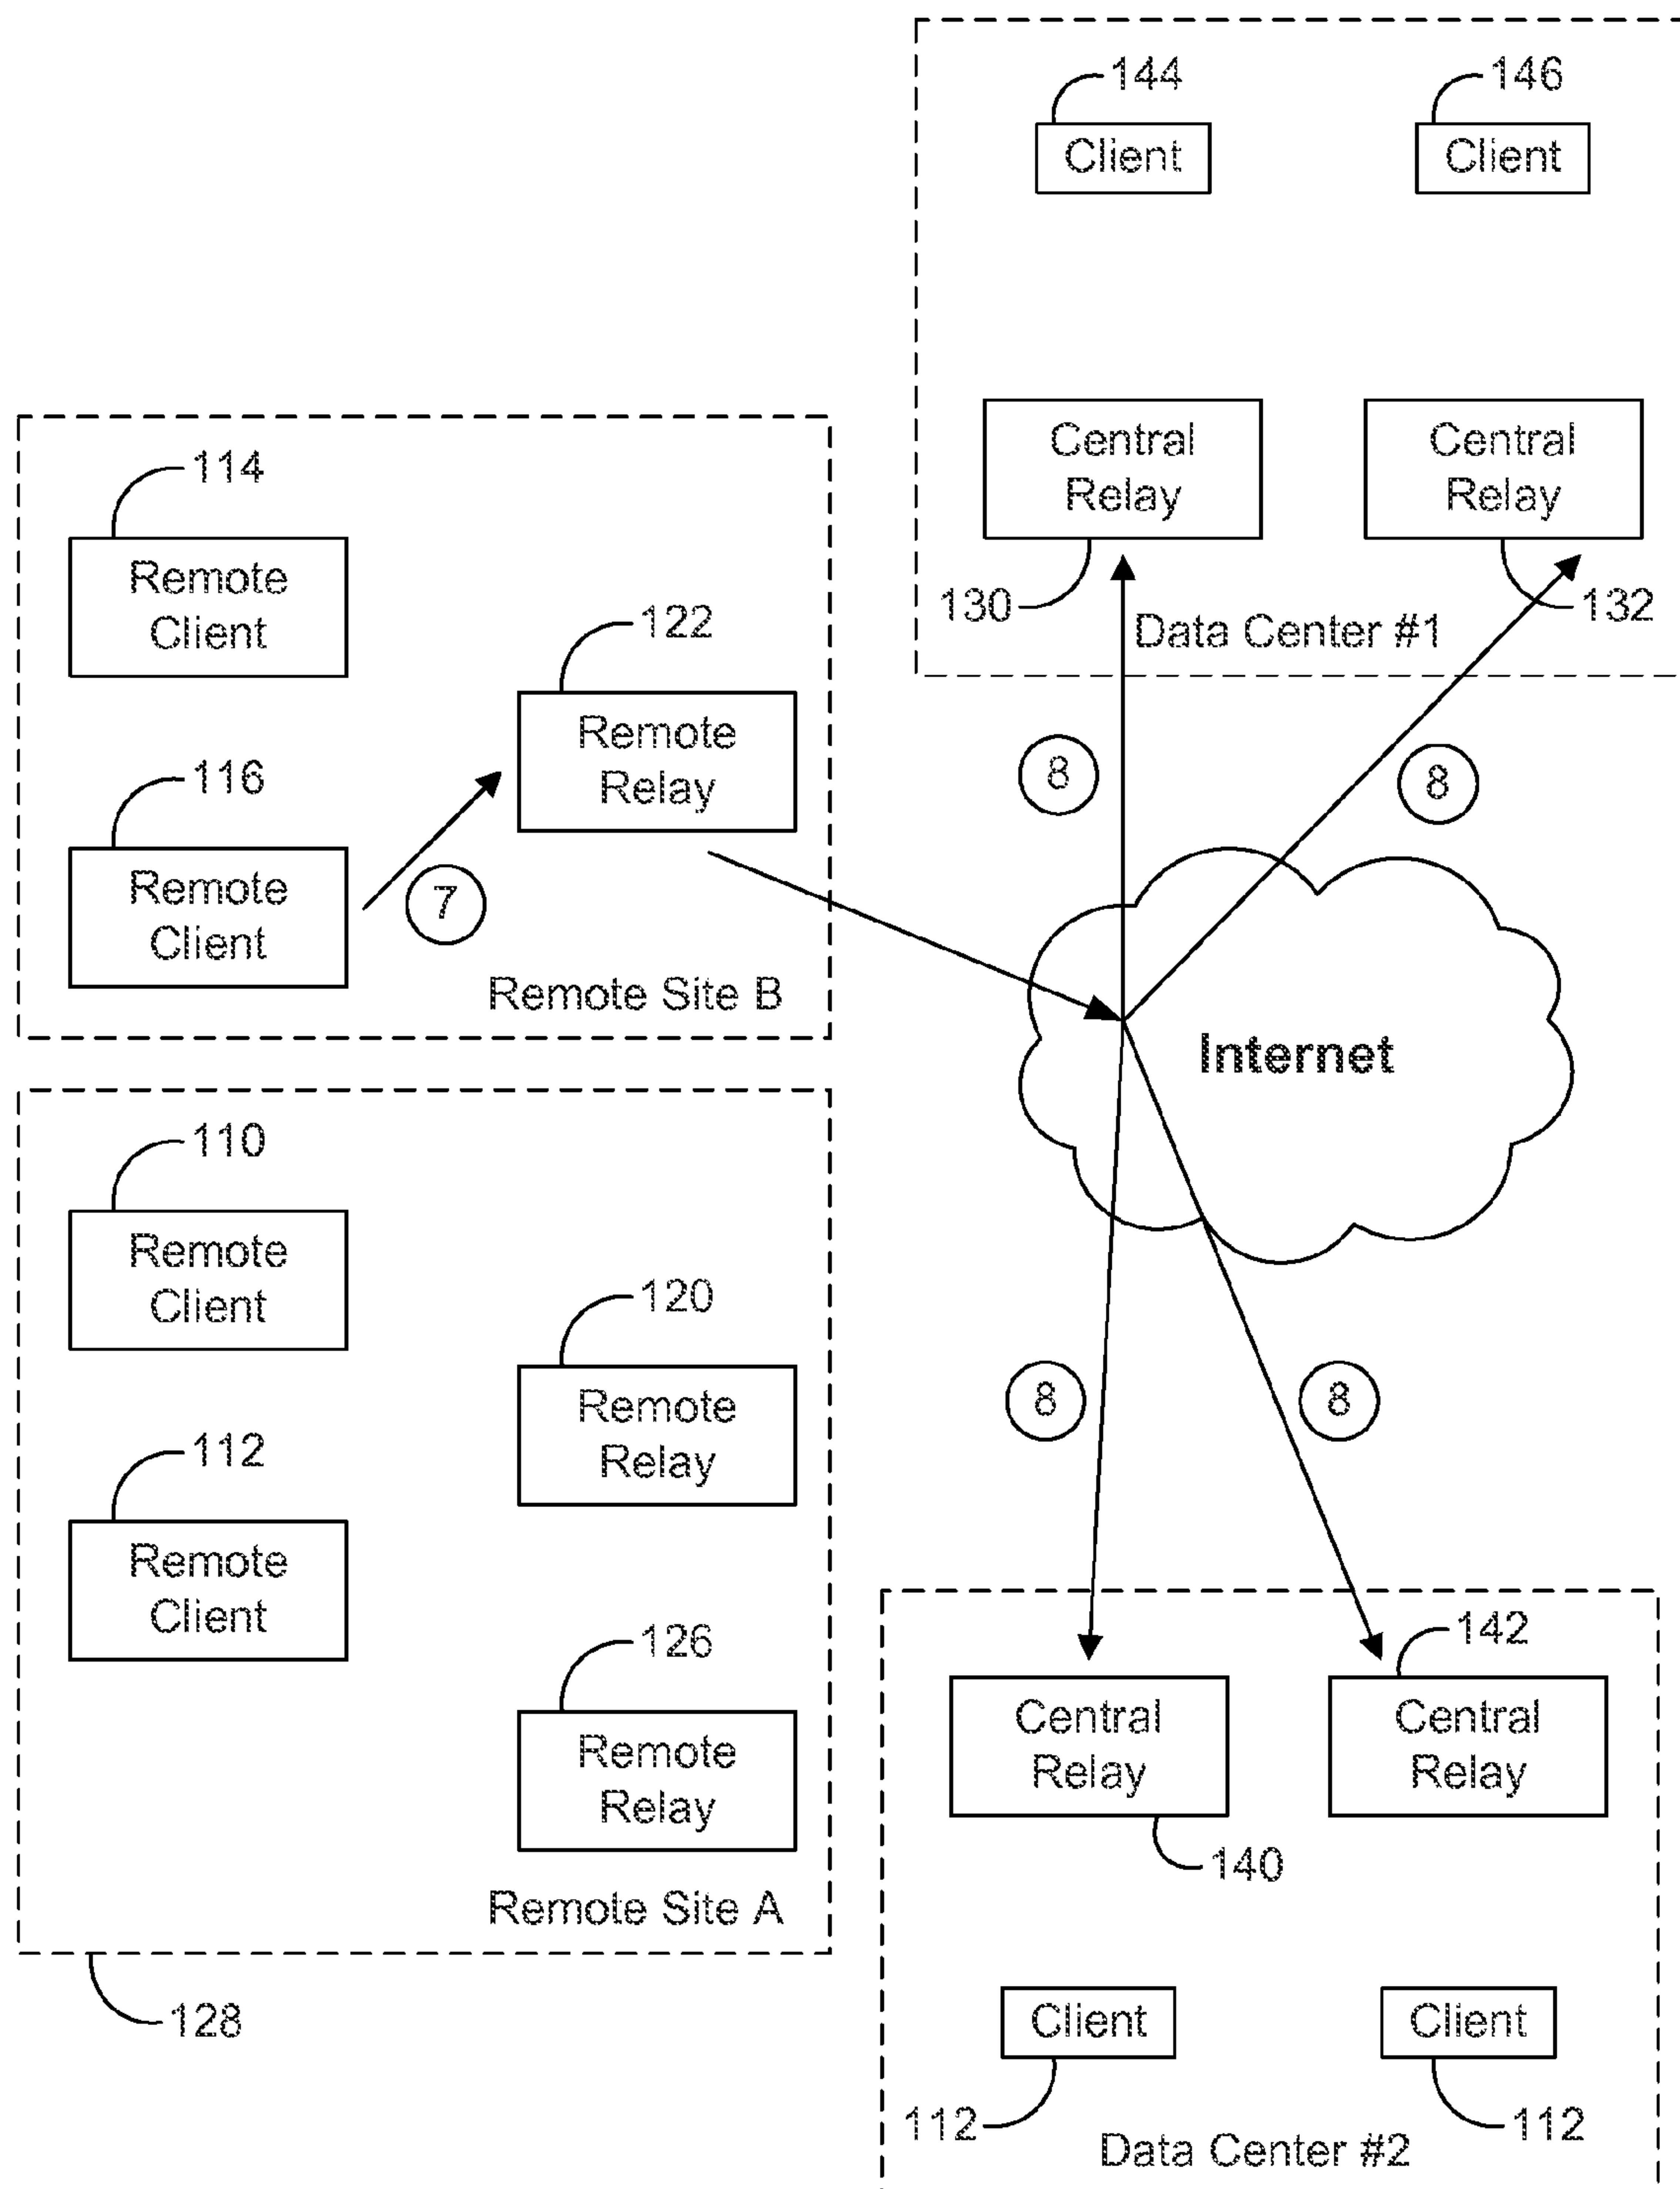 144
146
Client
Client
Central
Relay
Central
Relay
130
132
Data Center #1
114
Remote
Client
122
Remote
Relay
116
Remote
Client
7
Remote Site B
8
8
Internet
110
Remote
Client
120
Remote
Relay
112
Remote
Client
126
Remote
Relay
Remote Site A
128
8
8
142
Central
Relay
Central
Relay
140
Client
Client
112
112
Data Center #2